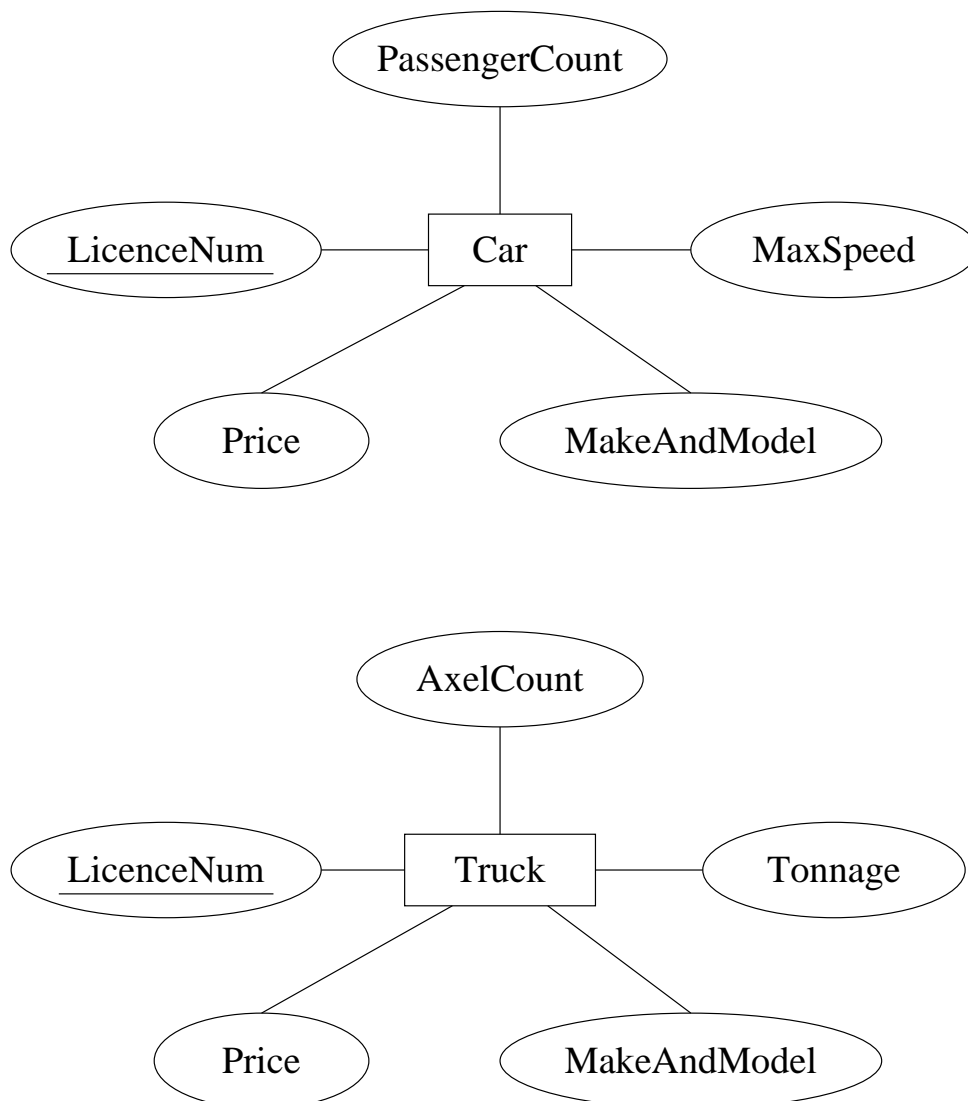 PassengerCount
LicenceNum
Car
MaxSpeed
Price
MakeAndModel
AxelCount
LicenceNum
Truck
Tonnage
Price
MakeAndModel